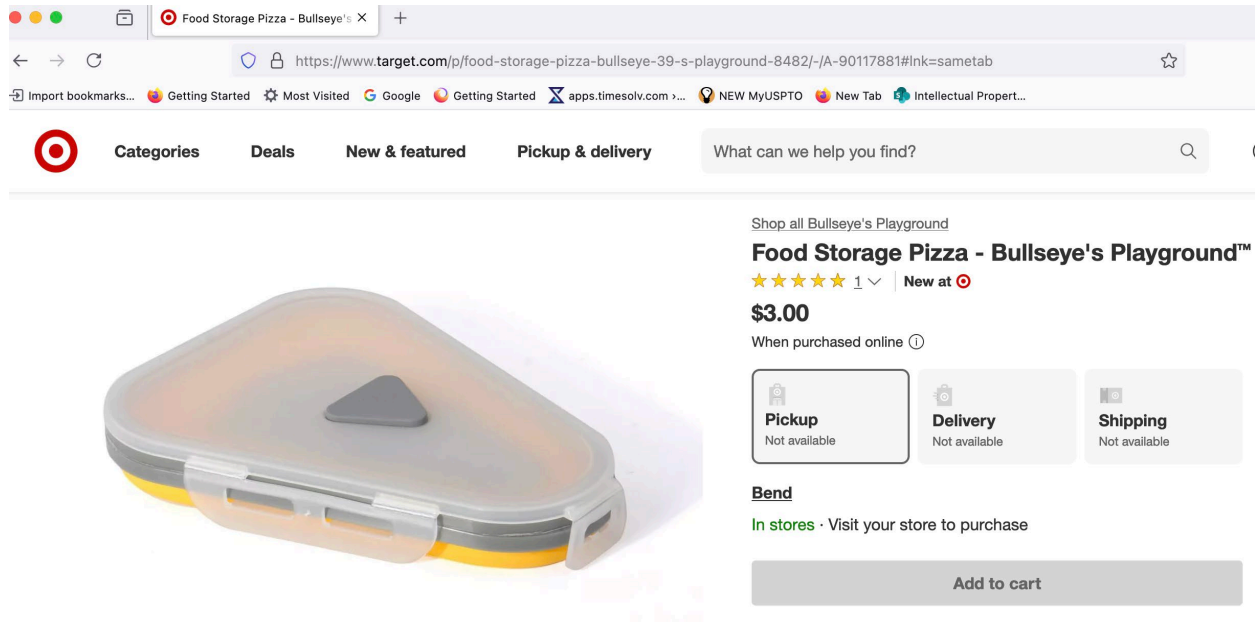 Food Storage Pizza - Bullseye's
https://www.target.com/p/food-storage-pizza-bullseye-39-s-playground-8482/-/A-90117881#lnk=sametab
Import bookmarks... Getting Started Most Visited Google Getting Started apps.timesolv.com ›... NEW MyUSPTO New Tab Intellectual Propert...
Categories Deals New & featured Pickup & delivery What can we help you find?
Shop all Bullseye's Playground
Food Storage Pizza - Bullseye's Playground™
1 New at
$3.00
When purchased online
Pickup Delivery Shipping
Not available Not available Not available
Bend
In stores · Visit your store to purchase
Add to cart